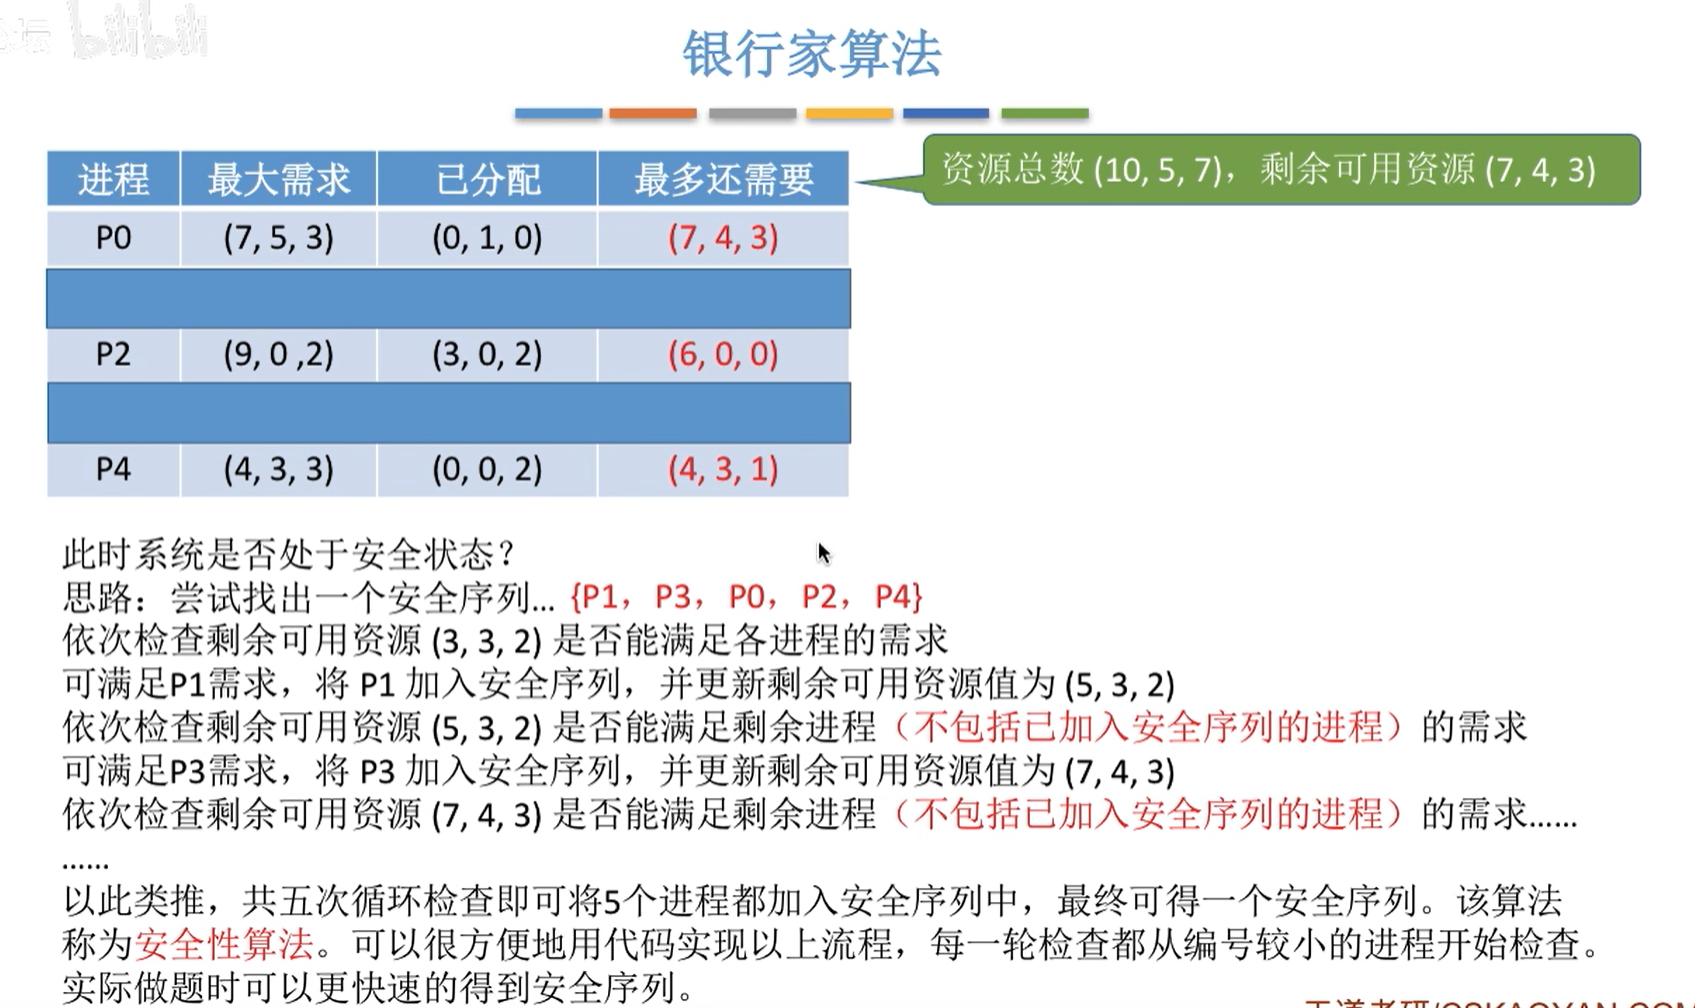 坛 bilibili
银行家算法
资源总数 (10, 5, 7)，剩余可用资源 (7, 4, 3)
进程 最大需求 已分配 最多还需要
P0 (7, 5, 3) (0, 1, 0) (7, 4, 3)
P2 (9, 0 ,2) (3, 0, 2) (6, 0, 0)
P4 (4, 3, 3) (0, 0, 2) (4, 3, 1)
此时系统是否处于安全状态？
思路：尝试找出一个安全序列... {P1，P3，P0，P2，P4}
依次检查剩余可用资源 (3, 3, 2) 是否能满足各进程的需求
可满足P1需求，将 P1 加入安全序列，并更新剩余可用资源值为 (5, 3, 2)
依次检查剩余可用资源 (5, 3, 2) 是否能满足剩余进程（不包括已加入安全序列的进程）的需求
可满足P3需求，将 P3 加入安全序列，并更新剩余可用资源值为 (7, 4, 3)
依次检查剩余可用资源 (7, 4, 3) 是否能满足剩余进程（不包括已加入安全序列的进程）的需求......
......
以此类推，共五次循环检查即可将5个进程都加入安全序列中，最终可得一个安全序列。该算法
称为安全性算法。可以很方便地用代码实现以上流程，每一轮检查都从编号较小的进程开始检查。
实际做题时可以更快速的得到安全序列。